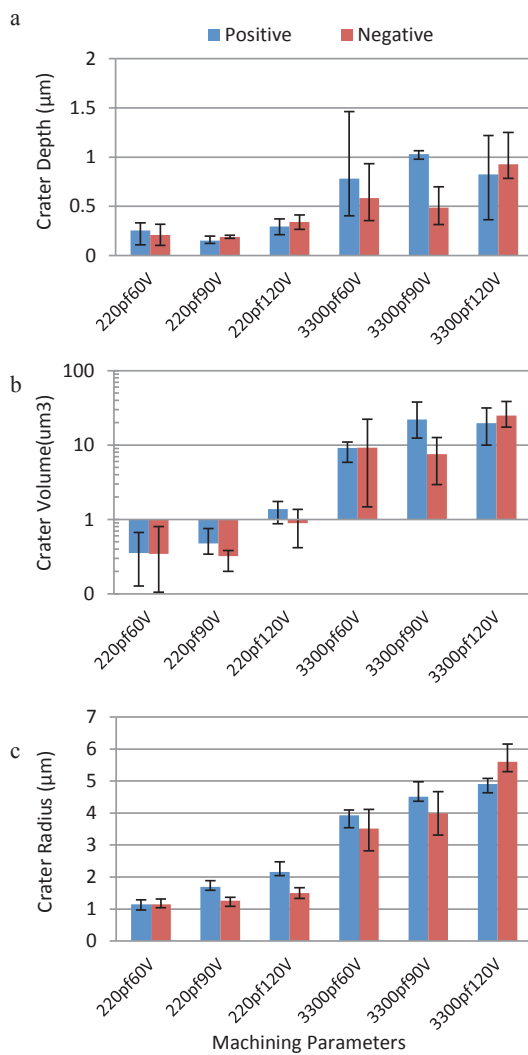 a
Positive Negative
Crater Depth (µm)
2
1.5
1
0.5
0
220pf60V
220pf90V
220pf120V
3300pf60V
3300pf90V
3300pf120V
b
Crater Volume(um3)
100
10
1
0
220pf60V
220pf90V
220pf120V
3300pf60V
3300pf90V
3300pf120V
c
Crater Radius (µm)
7
6
5
4
3
2
1
0
220pf60V
220pf90V
220pf120V
3300pf60V
3300pf90V
3300pf120V
Machining Parameters